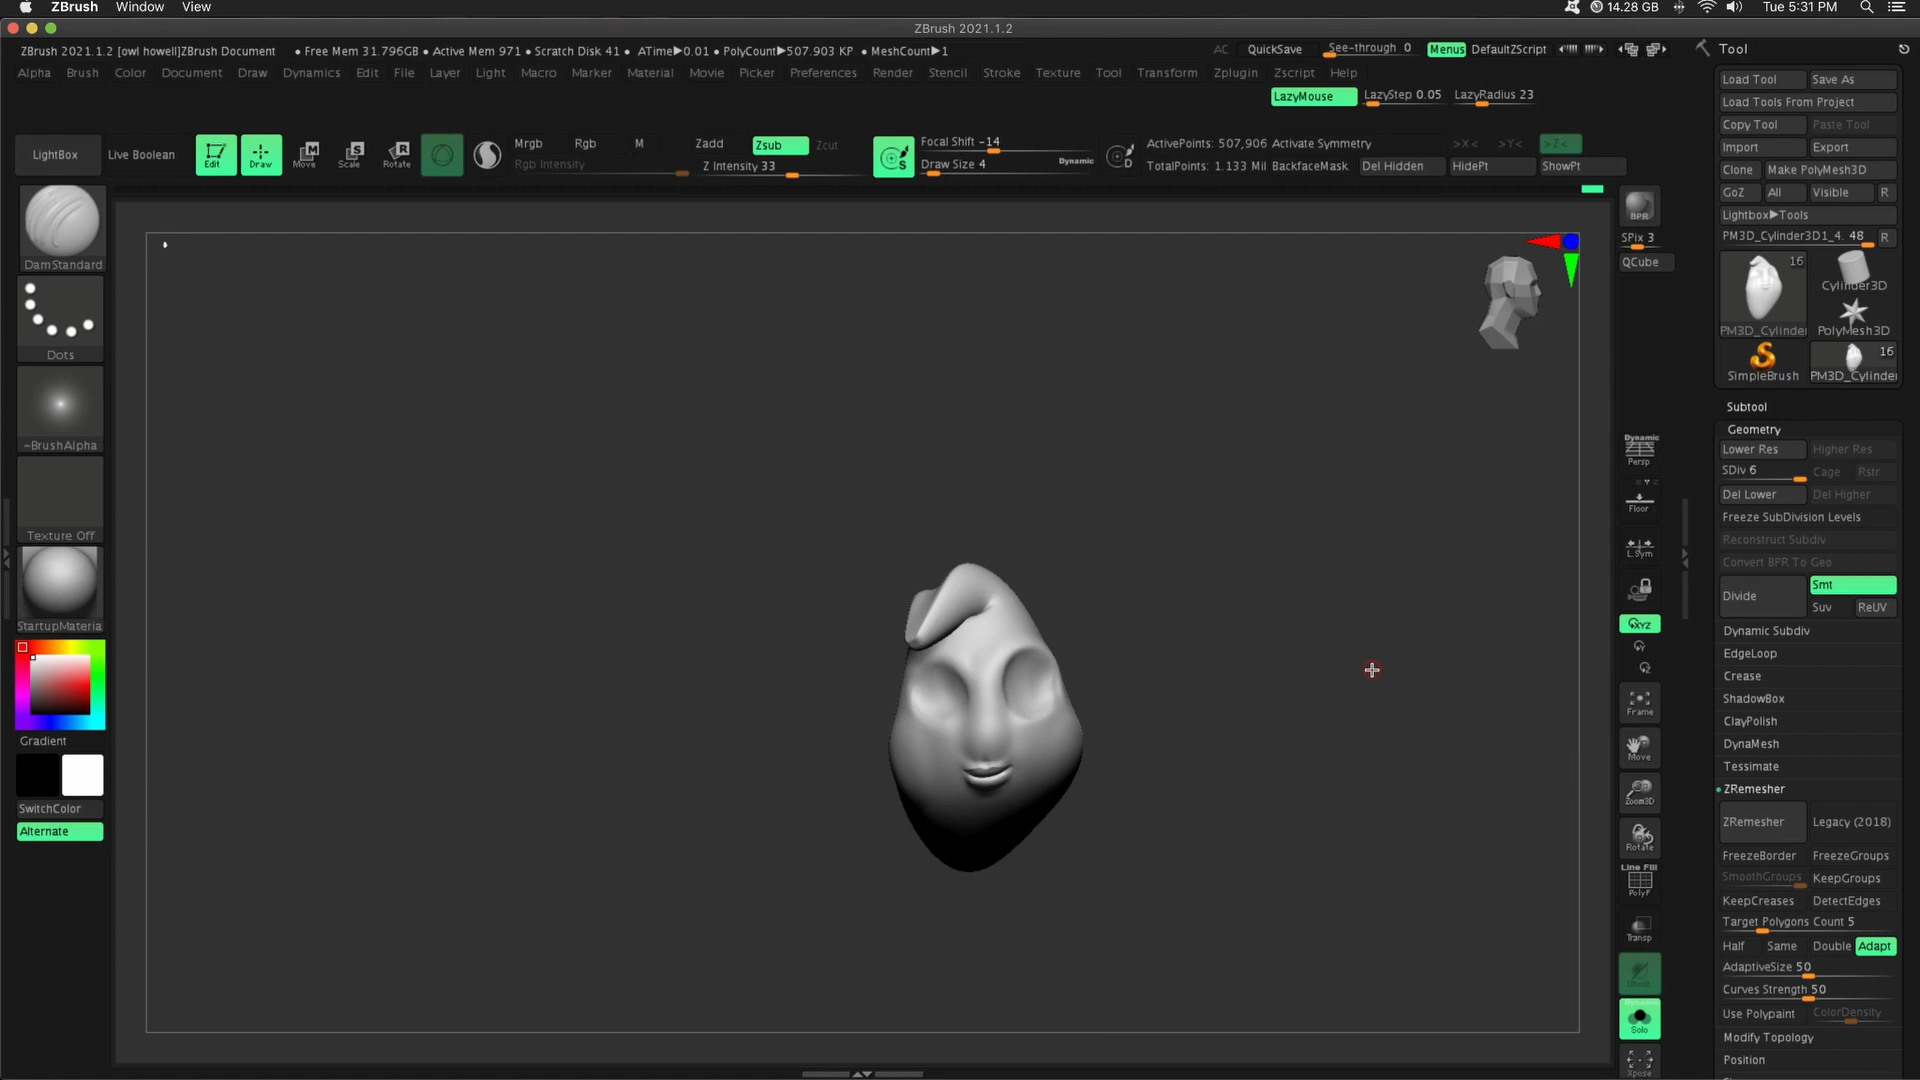 ZBrush Window View 14.28 GB Tue 5:31 PM
ZBrush 2021.1.2
ZBrush 2021.1.2 [owl howell]ZBrush Document • Free Mem 31.796GB • Active Mem 971 • Scratch Disk 41 • ATime▶0.01 • PolyCount▶507.903 KP • MeshCount▶1 AC QuickSave See-through 0 Menus DefaultZScript
Alpha Brush Color Document Draw Dynamics Edit File Layer Light Macro Marker Material Movie Picker Preferences Render Stencil Stroke Texture Tool Transform Zplugin Zscript Help
LazyMouse LazyStep 0.05 LazyRadius 23
LightBox Live Boolean Edit Draw Move Scale Rotate
Mrgb Rgb M
Rgb Intensity
Zadd Zsub Zcut
Z Intensity 33
Focal Shift -14
Draw Size 4 Dynamic
ActivePoints: 507,906 Activate Symmetry >X< >Y< >Z<
TotalPoints: 1.133 Mil BackfaceMask Del Hidden HidePt ShowPt
DamStandard
Dots
~BrushAlpha
Texture Off
StartupMateria
Gradient
SwitchColor
Alternate
BPR
SPix 3
QCube
Dynamic
Persp
Floor
L.Sym
XYZ
Frame
Move
Zoom3D
Rotate
Line Fill
PolyF
Transp
Ghost
Dynamic
Solo
Xpose
Tool
Load Tool Save As
Load Tools From Project
Copy Tool Paste Tool
Import Export
Clone Make PolyMesh3D
GoZ All Visible R
Lightbox▶Tools
PM3D_Cylinder3D1_4. 48 R
16
Cylinder3D
PM3D_Cylinder PolyMesh3D
16
SimpleBrush PM3D_Cylinder
Subtool
Geometry
Lower Res Higher Res
SDiv 6 Cage Rstr
Del Lower Del Higher
Freeze SubDivision Levels
Reconstruct Subdiv
Convert BPR To Geo
Divide Smt
Suv ReUV
Dynamic Subdiv
EdgeLoop
Crease
ShadowBox
ClayPolish
DynaMesh
Tessimate
ZRemesher
ZRemesher Legacy (2018)
FreezeBorder FreezeGroups
SmoothGroups KeepGroups
KeepCreases DetectEdges
Target Polygons Count 5
Half Same Double Adapt
AdaptiveSize 50
Curves Strength 50
Use Polypaint ColorDensity
Modify Topology
Position